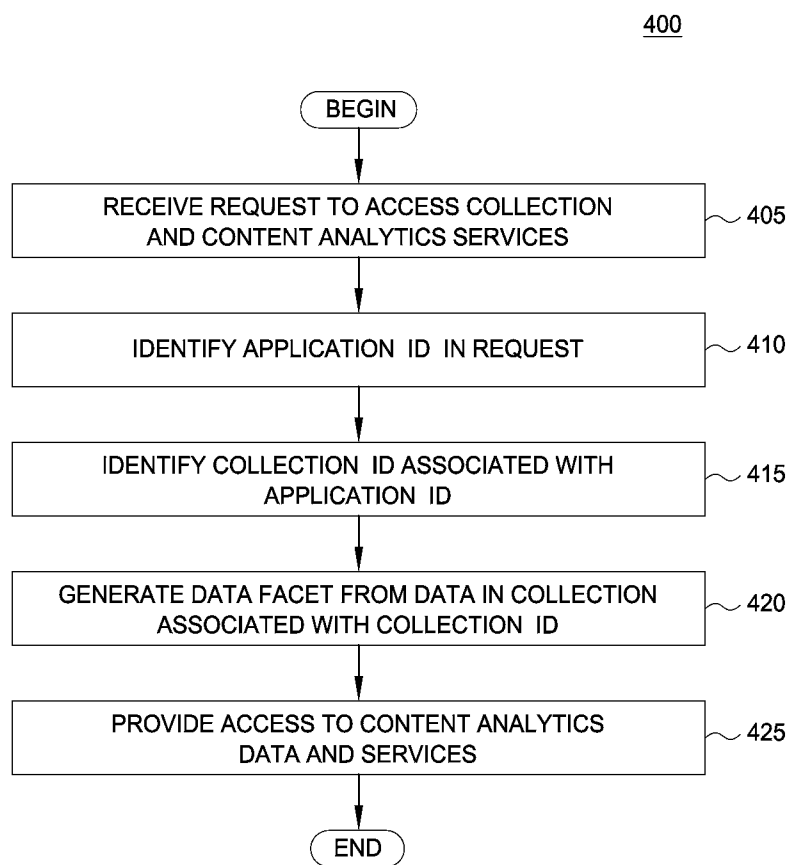 400
BEGIN
RECEIVE REQUEST TO ACCESS COLLECTION
AND CONTENT ANALYTICS SERVICES
405
IDENTIFY APPLICATION ID IN REQUEST
410
IDENTIFY COLLECTION ID ASSOCIATED WITH
APPLICATION ID
415
GENERATE DATA FACET FROM DATA IN COLLECTION
ASSOCIATED WITH COLLECTION ID
420
PROVIDE ACCESS TO CONTENT ANALYTICS
DATA AND SERVICES
425
END